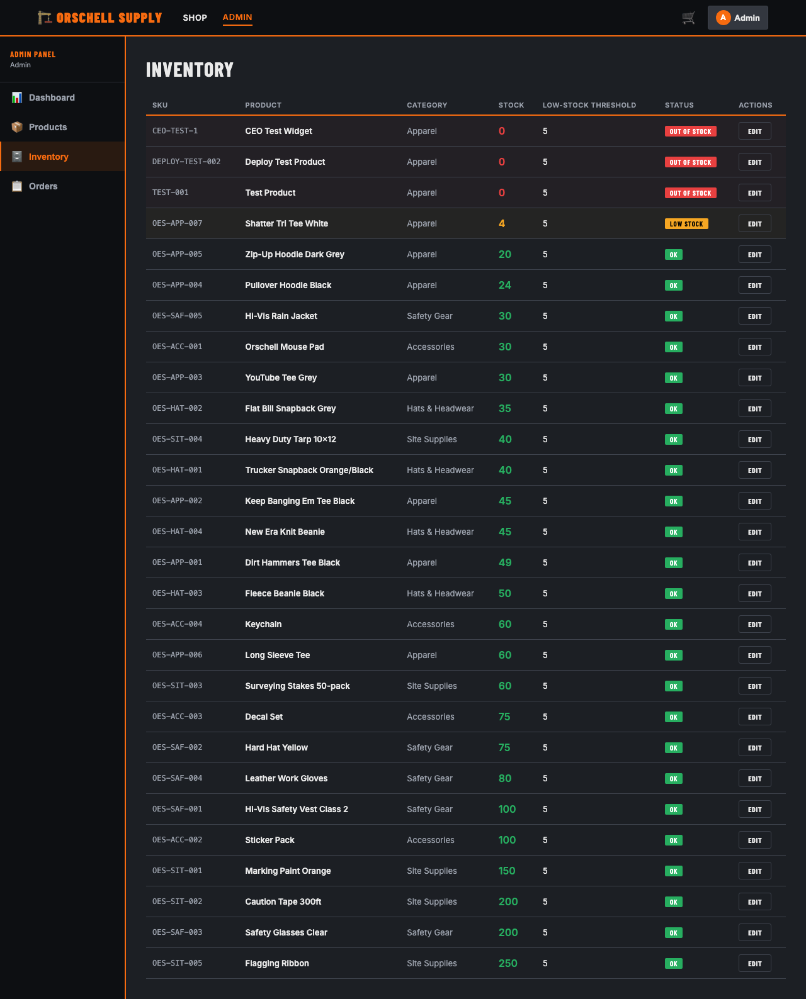 ORSCHELL SUPPLY SHOP ADMIN A Admin
ADMIN PANEL
Admin
Dashboard
Products
Inventory
Orders
INVENTORY
SKU PRODUCT CATEGORY STOCK LOW-STOCK THRESHOLD STATUS ACTIONS
CEO-TEST-1 CEO Test Widget Apparel 0 5 OUT OF STOCK EDIT
DEPLOY-TEST-002 Deploy Test Product Apparel 0 5 OUT OF STOCK EDIT
TEST-001 Test Product Apparel 0 5 OUT OF STOCK EDIT
OES-APP-007 Shatter Tri Tee White Apparel 4 5 LOW STOCK EDIT
OES-APP-005 Zip-Up Hoodie Dark Grey Apparel 20 5 OK EDIT
OES-APP-004 Pullover Hoodie Black Apparel 24 5 OK EDIT
OES-SAF-005 Hi-Vis Rain Jacket Safety Gear 30 5 OK EDIT
OES-ACC-001 Orschell Mouse Pad Accessories 30 5 OK EDIT
OES-APP-003 YouTube Tee Grey Apparel 30 5 OK EDIT
OES-HAT-002 Flat Bill Snapback Grey Hats & Headwear 35 5 OK EDIT
OES-SIT-004 Heavy Duty Tarp 10×12 Site Supplies 40 5 OK EDIT
OES-HAT-001 Trucker Snapback Orange/Black Hats & Headwear 40 5 OK EDIT
OES-APP-002 Keep Banging Em Tee Black Apparel 45 5 OK EDIT
OES-HAT-004 New Era Knit Beanie Hats & Headwear 45 5 OK EDIT
OES-APP-001 Dirt Hammers Tee Black Apparel 49 5 OK EDIT
OES-HAT-003 Fleece Beanie Black Hats & Headwear 50 5 OK EDIT
OES-ACC-004 Keychain Accessories 60 5 OK EDIT
OES-APP-006 Long Sleeve Tee Apparel 60 5 OK EDIT
OES-SIT-003 Surveying Stakes 50-pack Site Supplies 60 5 OK EDIT
OES-ACC-003 Decal Set Accessories 75 5 OK EDIT
OES-SAF-002 Hard Hat Yellow Safety Gear 75 5 OK EDIT
OES-SAF-004 Leather Work Gloves Safety Gear 80 5 OK EDIT
OES-SAF-001 Hi-Vis Safety Vest Class 2 Safety Gear 100 5 OK EDIT
OES-ACC-002 Sticker Pack Accessories 100 5 OK EDIT
OES-SIT-001 Marking Paint Orange Site Supplies 150 5 OK EDIT
OES-SIT-002 Caution Tape 300ft Site Supplies 200 5 OK EDIT
OES-SAF-003 Safety Glasses Clear Safety Gear 200 5 OK EDIT
OES-SIT-005 Flagging Ribbon Site Supplies 250 5 OK EDIT